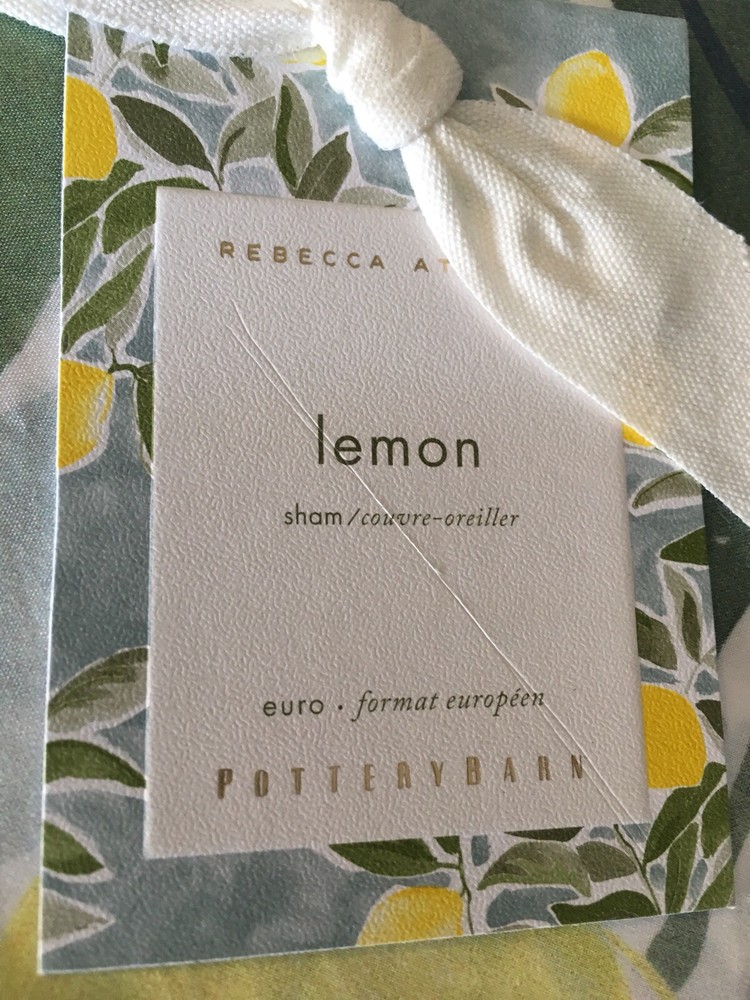 REBECCA AT
lemon
sham/couvre-oreiller
euro · format européen
POTTERYBARN